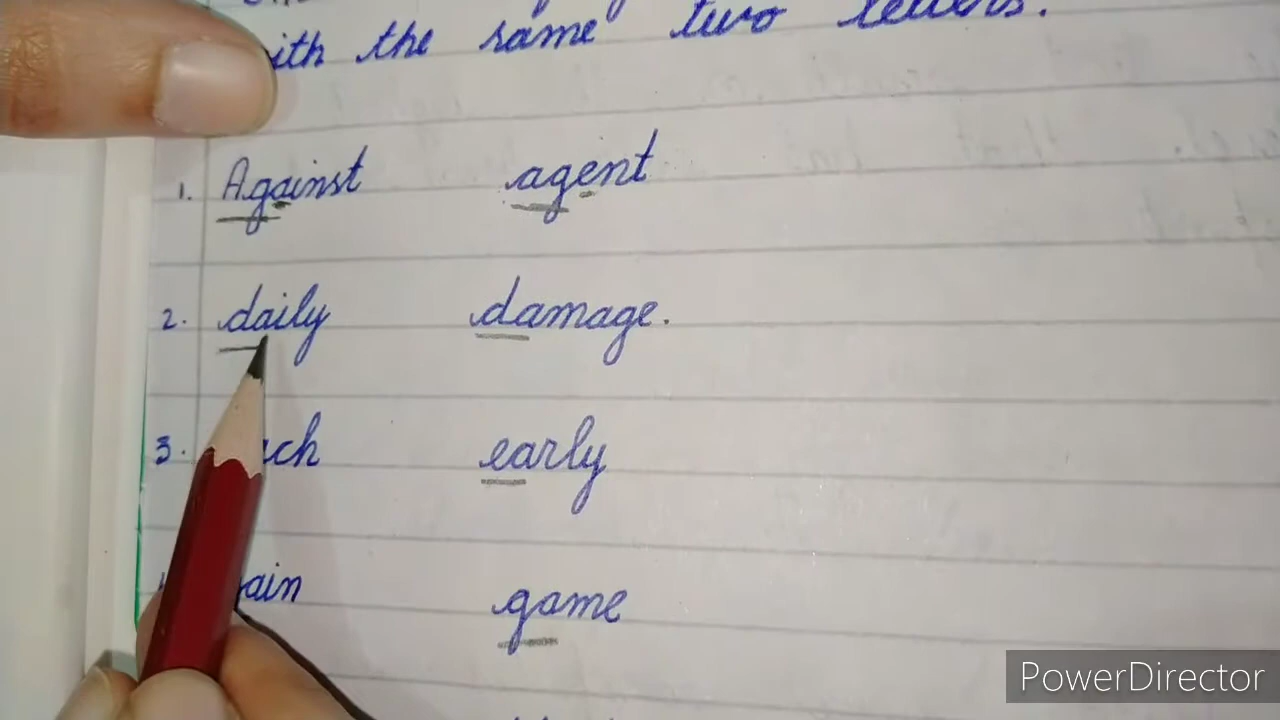 with the same two letters.
1. Against agent
2. daily damage.
3. early
game
PowerDirector